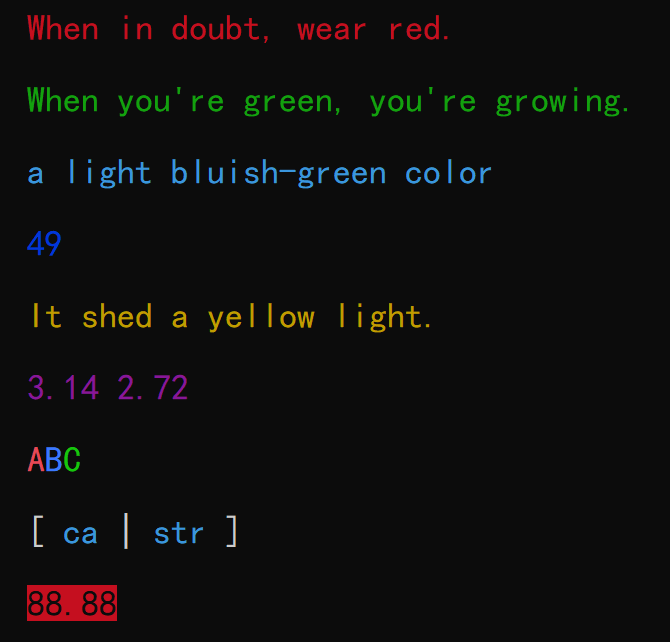 When in doubt, wear red.
When you're green, you're growing.
a light bluish-green color
49
It shed a yellow light.
3.14 2.72
ABC
[ ca | str ]
88.88